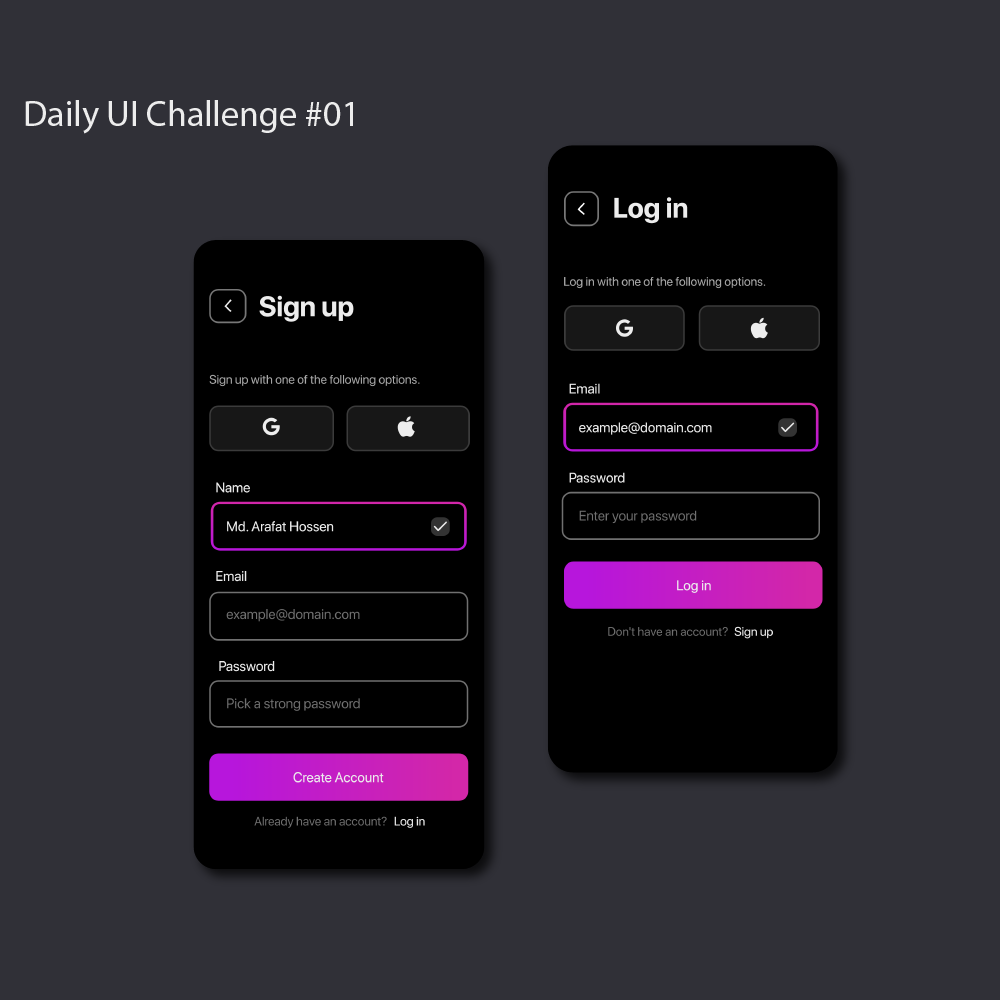 Daily UI Challenge #01
Sign up
Sign up with one of the following options.
G
Name
Md. Arafat Hossen
Email
example@domain.com
Password
Pick a strong password
Create Account
Already have an account? Log in
Log in
Log in with one of the following options.
G
Email
example@domain.com
Password
Enter your password
Log in
Don't have an account? Sign up